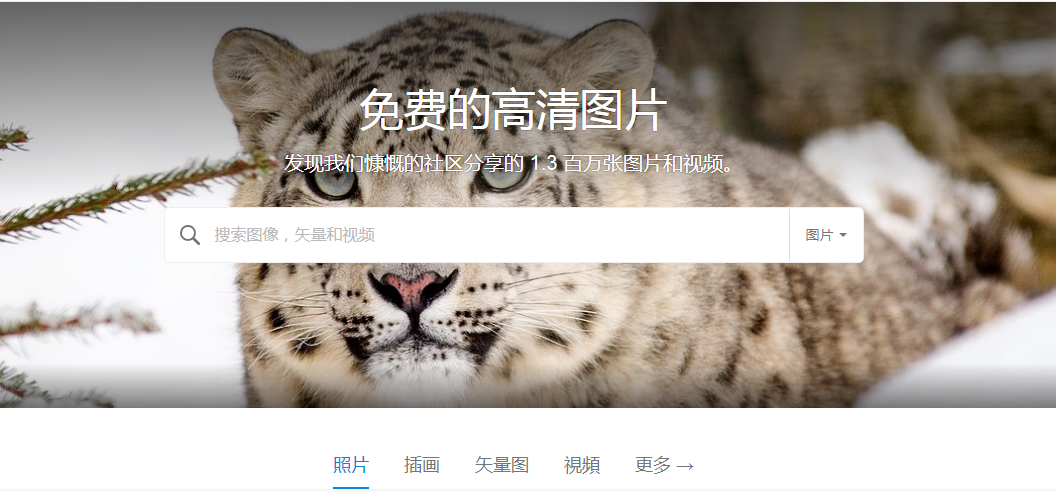 免费的高清图片
发现我们慷慨的社区分享的 1.3 百万张图片和视频。
搜索图像，矢量和视频
图片
照片 插画 矢量图 視頻 更多 →